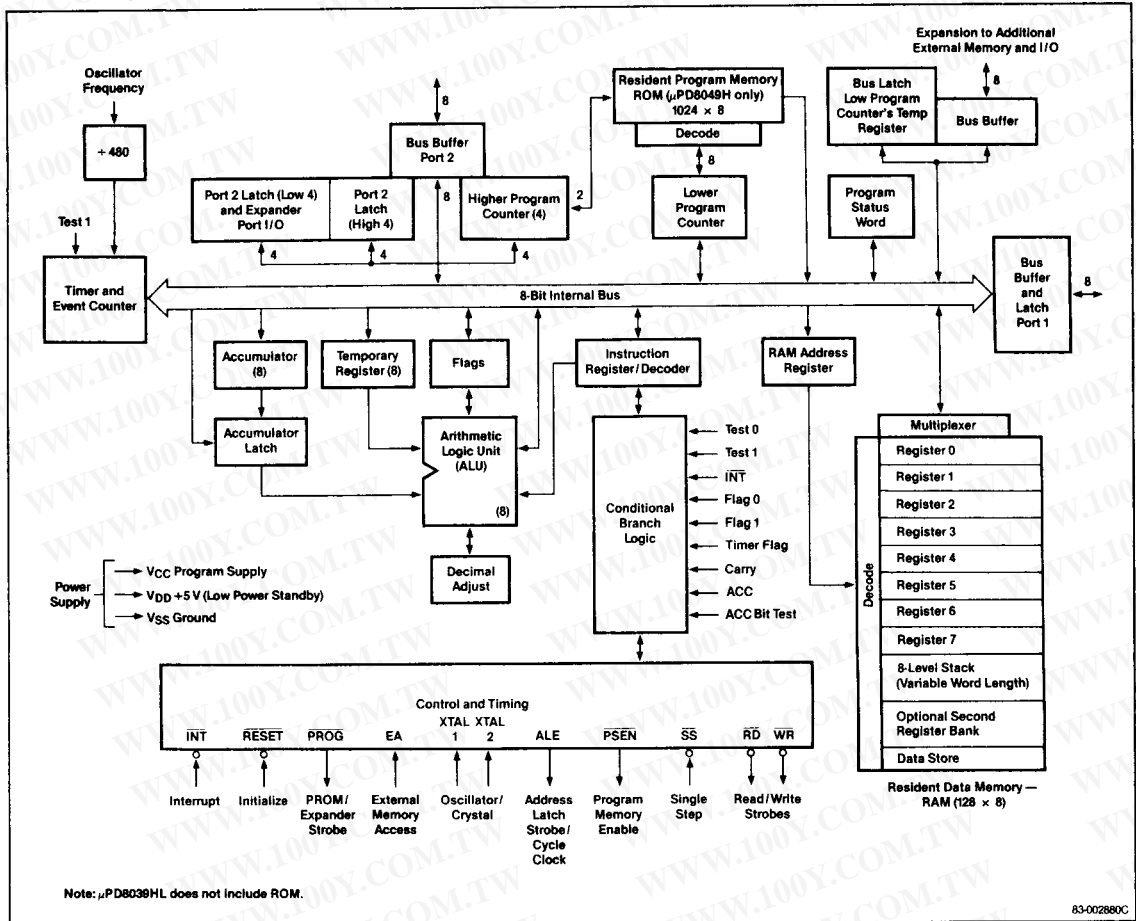 Oscillator
Frequency
÷ 480
Test 1
Timer and
Event Counter
8
Bus Buffer
Port 2
Port 2 Latch (Low 4)
and Expander
Port I/O
Port 2
Latch
(High 4)
8
Higher Program
Counter (4)
2
4
4
4
Resident Program Memory
ROM (μPD8049H only)
1024 × 8
Decode
8
Lower
Program
Counter
Expansion to Additional
External Memory and I/O
8
Bus Latch
Low Program
Counter's Temp
Register
Bus Buffer
Program
Status
Word
Bus
Buffer
and
Latch
Port 1
8
8-Bit Internal Bus
Accumulator
(8)
Temporary
Register (8)
Flags
Instruction
Register/Decoder
RAM Address
Register
Accumulator
Latch
Arithmetic
Logic Unit
(ALU)
(8)
Decimal
Adjust
Conditional
Branch
Logic
Test 0
Test 1
INT
Flag 0
Flag 1
Timer Flag
Carry
ACC
ACC Bit Test
Multiplexer
Decode
Register 0
Register 1
Register 2
Register 3
Register 4
Register 5
Register 6
Register 7
8-Level Stack
(Variable Word Length)
Optional Second
Register Bank
Data Store
Resident Data Memory —
RAM (128 × 8)
Power
Supply
VCC Program Supply
VDD +5 V (Low Power Standby)
VSS Ground
Control and Timing
XTAL XTAL
INT RESET PROG EA 1 2 ALE PSEN SS RD WR
Interrupt
Initialize
PROM/
Expander
Strobe
External
Memory
Access
Oscillator/
Crystal
Address
Latch
Strobe/
Cycle
Clock
Program
Memory
Enable
Single
Step
Read/Write
Strobes
Note: μPD8039HL does not include ROM.
83-002880C
WWW.100Y.COM.TW